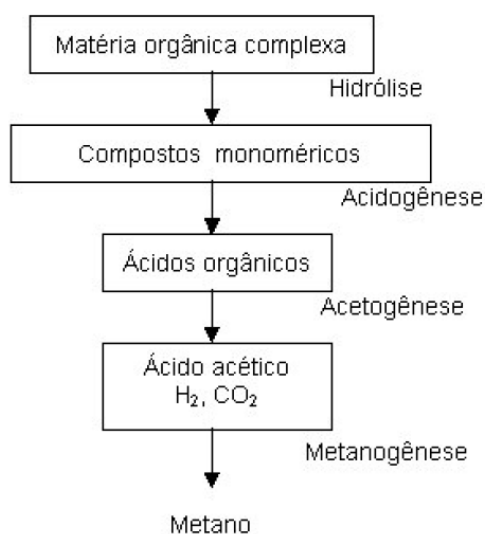 Matéria orgânica complexa
Hidrólise
Compostos monoméricos
Acidogênese
Ácidos orgânicos
Acetogênese
Ácido acético
H₂, CO₂
Metanogênese
Metano